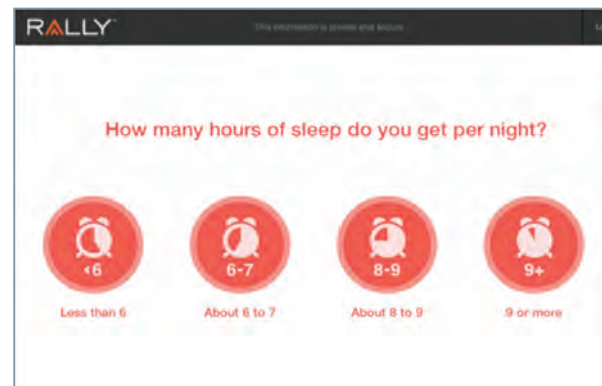 RALLY
This information is private and secure
How many hours of sleep do you get per night?
<6
6-7
8-9
9+
Less than 6
About 6 to 7
About 8 to 9
9 or more